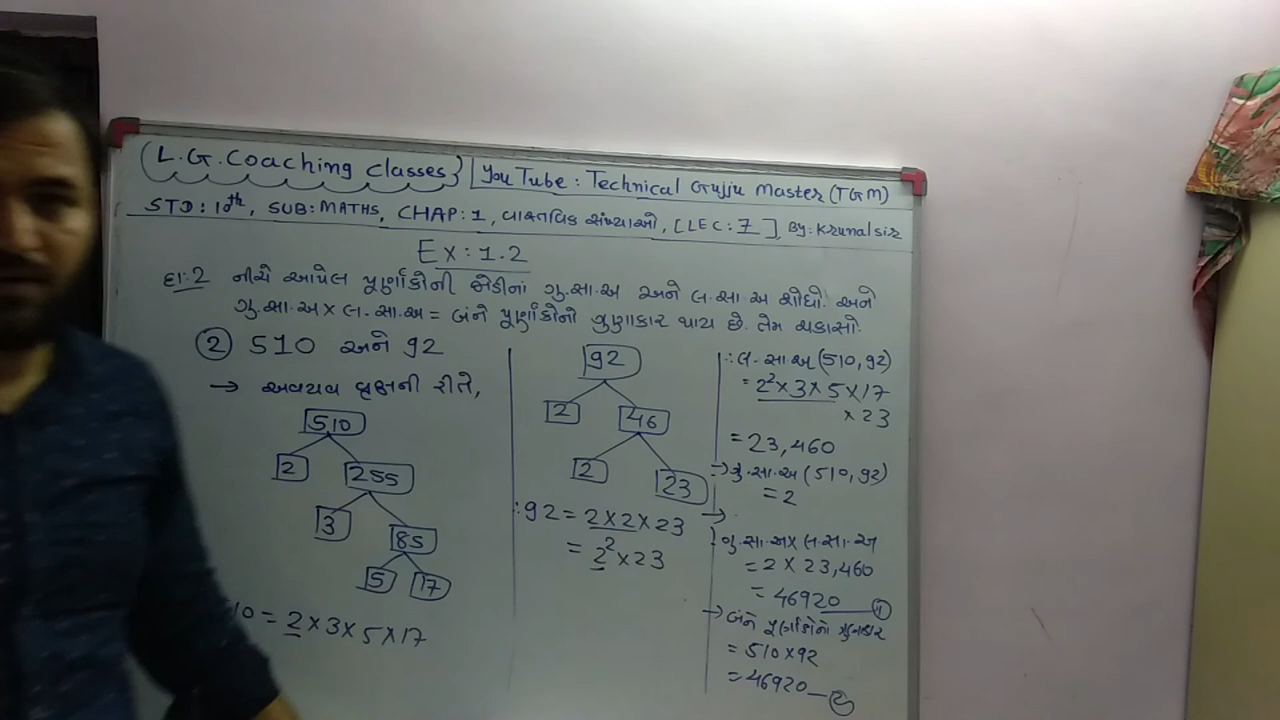 (L.G. Coaching Classes} | YouTube : Technical Gujju Master (TGM)
STD : 10th, SUB: MATHS, CHAP: 1, વાસ્તવિક સંખ્યાઓ, [LEC : 7 ] By: Krunal sir
Ex : 1.2
દા:2 નીચે આપેલ પૂર્ણાંકોની જોડીનાં ગુ.સા.અ અને લ.સા.અ શોધો. અને
ગુ.સા.અ x લ.સા.અ = બંને પૂર્ણાંકોનો ગુણાકાર થાય છે. તેમ ચકાસો.
② 510 અને 92
→ અવયવ વૃક્ષની રીતે,
510
2 255
3 85
5 17
10 = 2 x 3 x 5 x 17
92
2 46
2 23
: 92 = 2 x 2 x 23
= 2² x 23
∴ લ.સા.અ (510, 92)
= 2² x 3 x 5 x 17
x 23
= 23,460
→ ગુ.સા.અ (510, 92)
= 2
→
ગુ.સા.અ x લ.સા.અ
= 2 x 23,460
= 46920 — ①
→ બંને પૂર્ણાંકોનો ગુણાકાર
= 510 x 92
= 46920 — ②